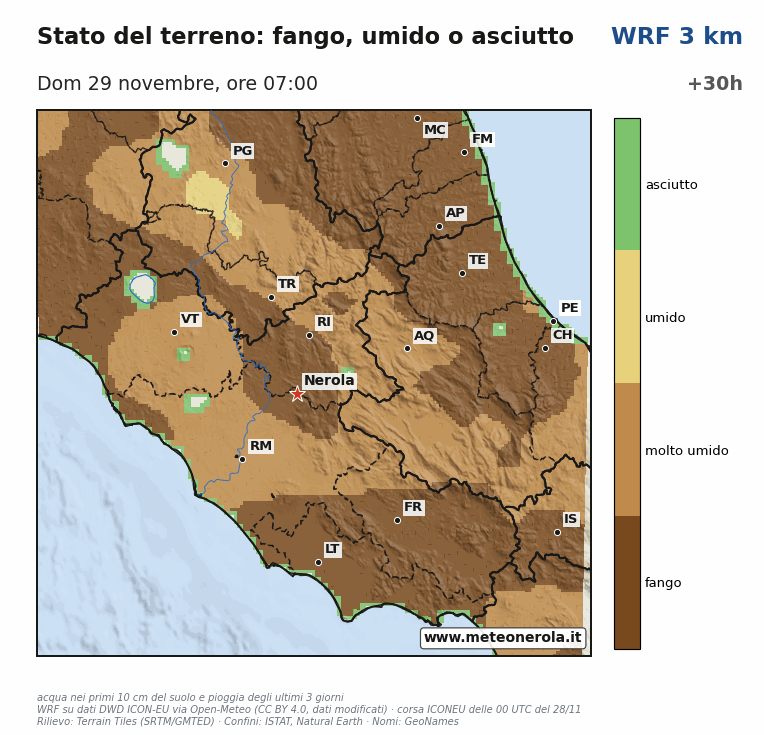 Stato del terreno: fango, umido o asciutto
WRF 3 km
Dom 29 novembre, ore 07:00
+30h
MC
FM
PG
AP
TE
TR
PE
VT
RI
AQ
CH
Nerola
RM
FR
IS
LT
www.meteonerola.it
asciutto
umido
molto umido
fango
acqua nei primi 10 cm del suolo e pioggia degli ultimi 3 giorni
WRF su dati DWD ICON-EU via Open-Meteo (CC BY 4.0, dati modificati) · corsa ICONEU delle 00 UTC del 28/11
Rilievo: Terrain Tiles (SRTM/GMTED) · Confini: ISTAT, Natural Earth · Nomi: GeoNames